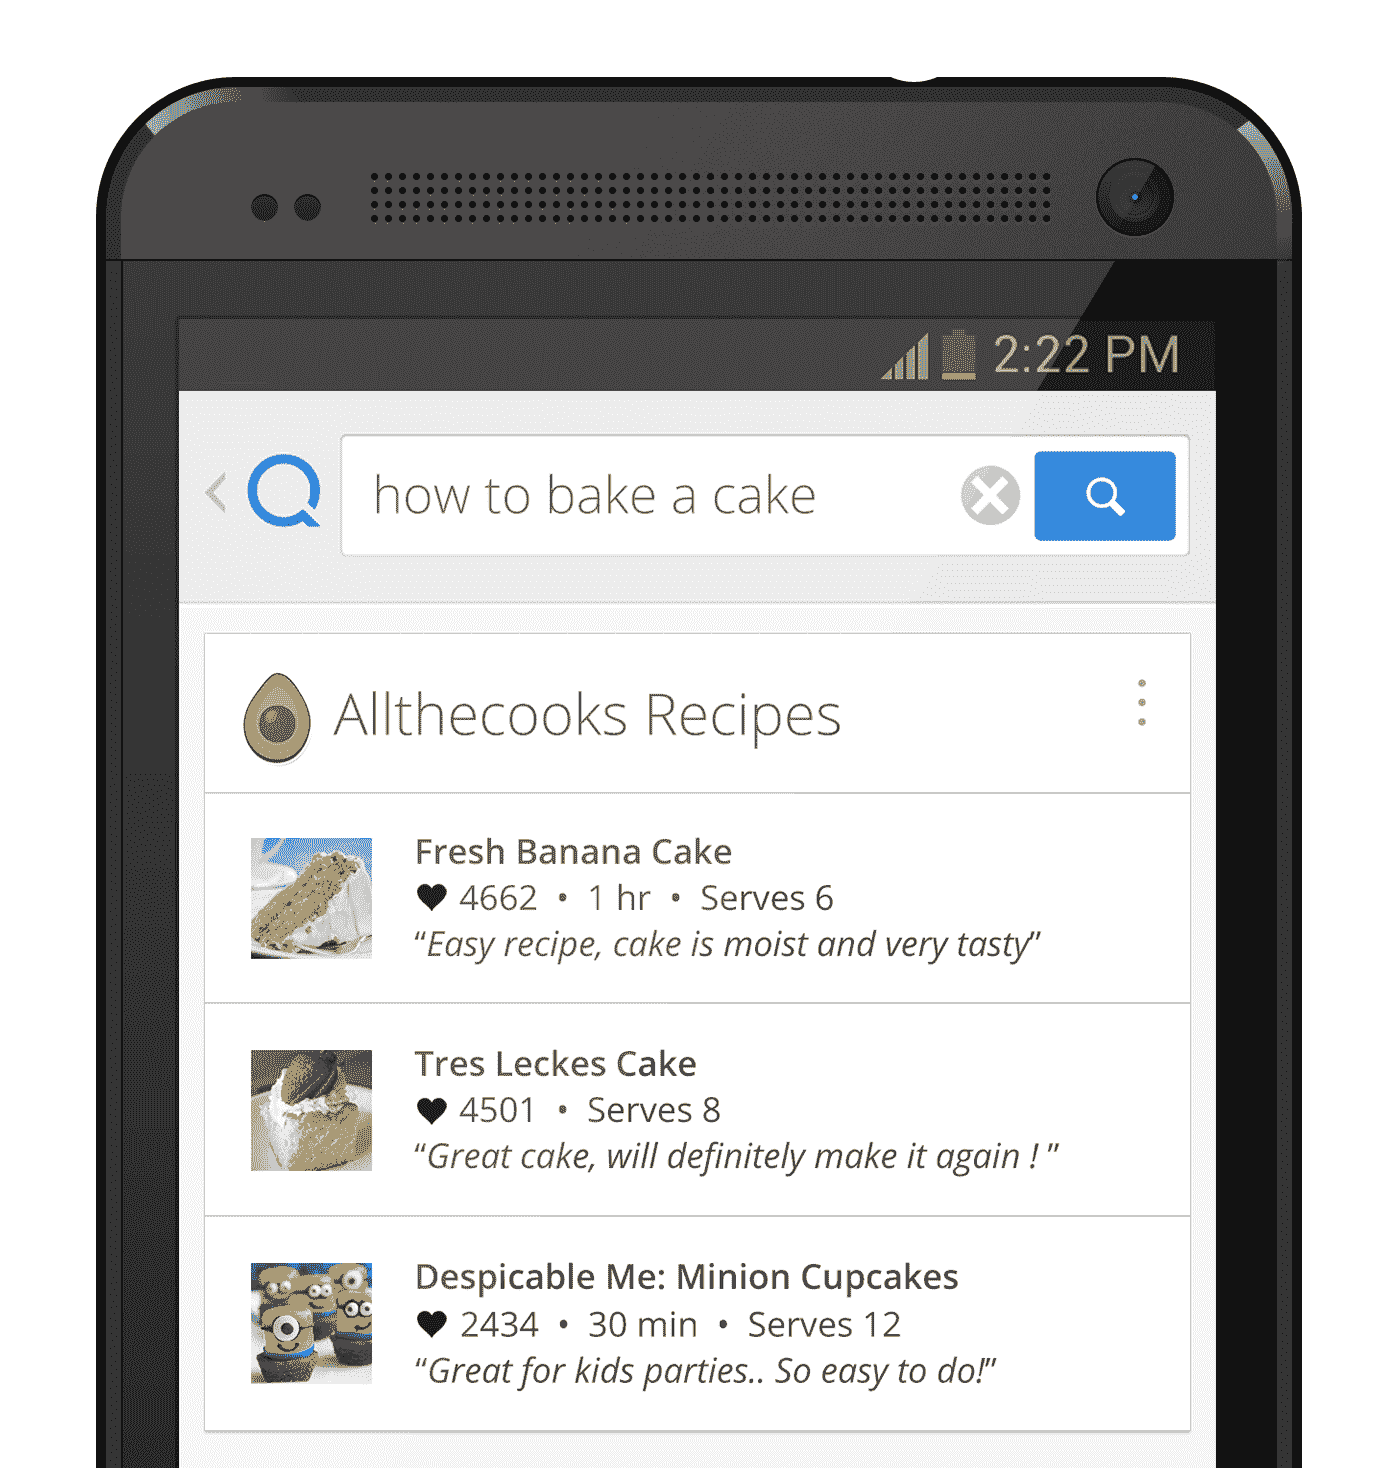 2:22 PM
how to bake a cake
Allthecooks Recipes
Fresh Banana Cake
4662 • 1 hr • Serves 6
“Easy recipe, cake is moist and very tasty”
Tres Leckes Cake
4501 • Serves 8
“Great cake, will definitely make it again ! ”
Despicable Me: Minion Cupcakes
2434 • 30 min • Serves 12
“Great for kids parties.. So easy to do!”